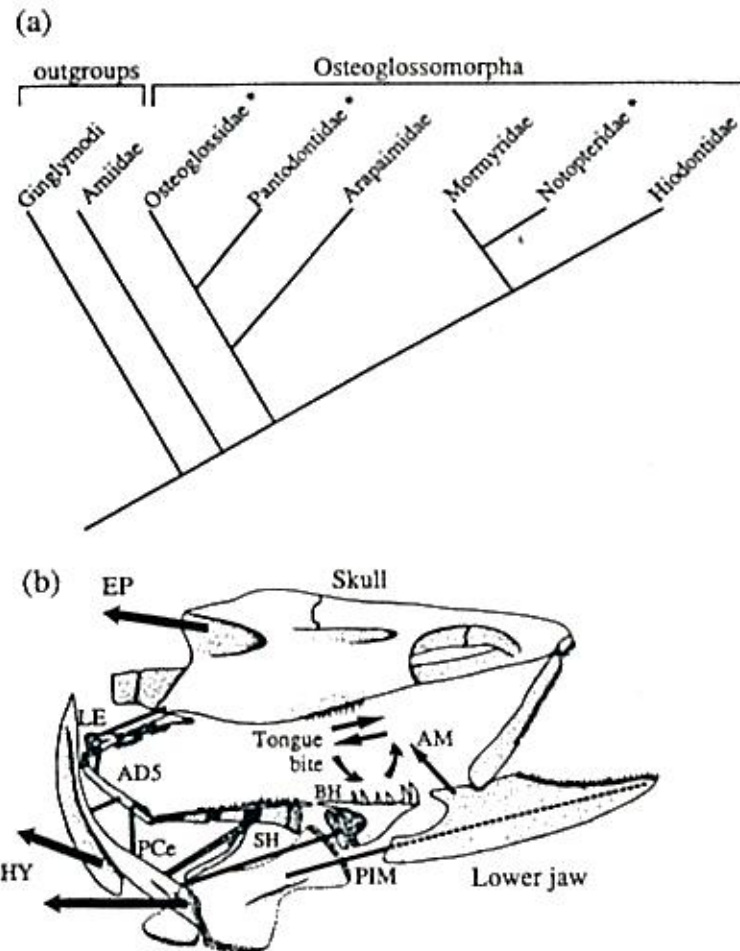 (a)
outgroups Osteoglossomorpha
Ginglymodi Amiidae Osteoglossidae * Pantodontidae * Arapaimidae Mormyridae Notopteridae * Hiodontidae
(b)
EP Skull
LE
Tongue bite AM
AD5
BH
PCe SH
HY PIM Lower jaw